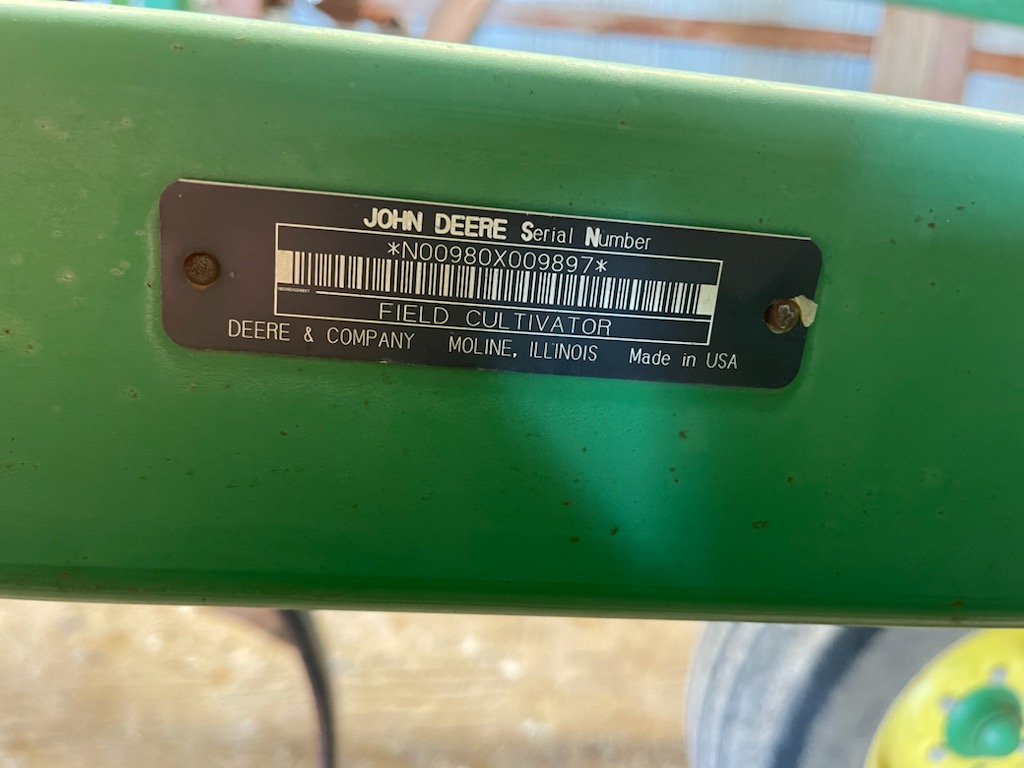 JOHN DEERE Serial Number
*N00980X009897*
FIELD CULTIVATOR
DEERE & COMPANY MOLINE, ILLINOIS Made in USA